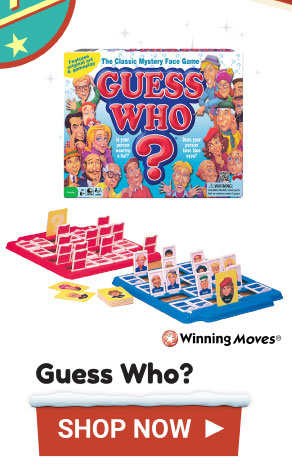 Features
original art
& gameplay
The Classic Mystery Face Game
GUESS
WHO
?
Is your
person
wearing
a hat?
Does your
person
have blue
eyes?
WARNING:
Winning Moves®
Guess Who?
SHOP NOW